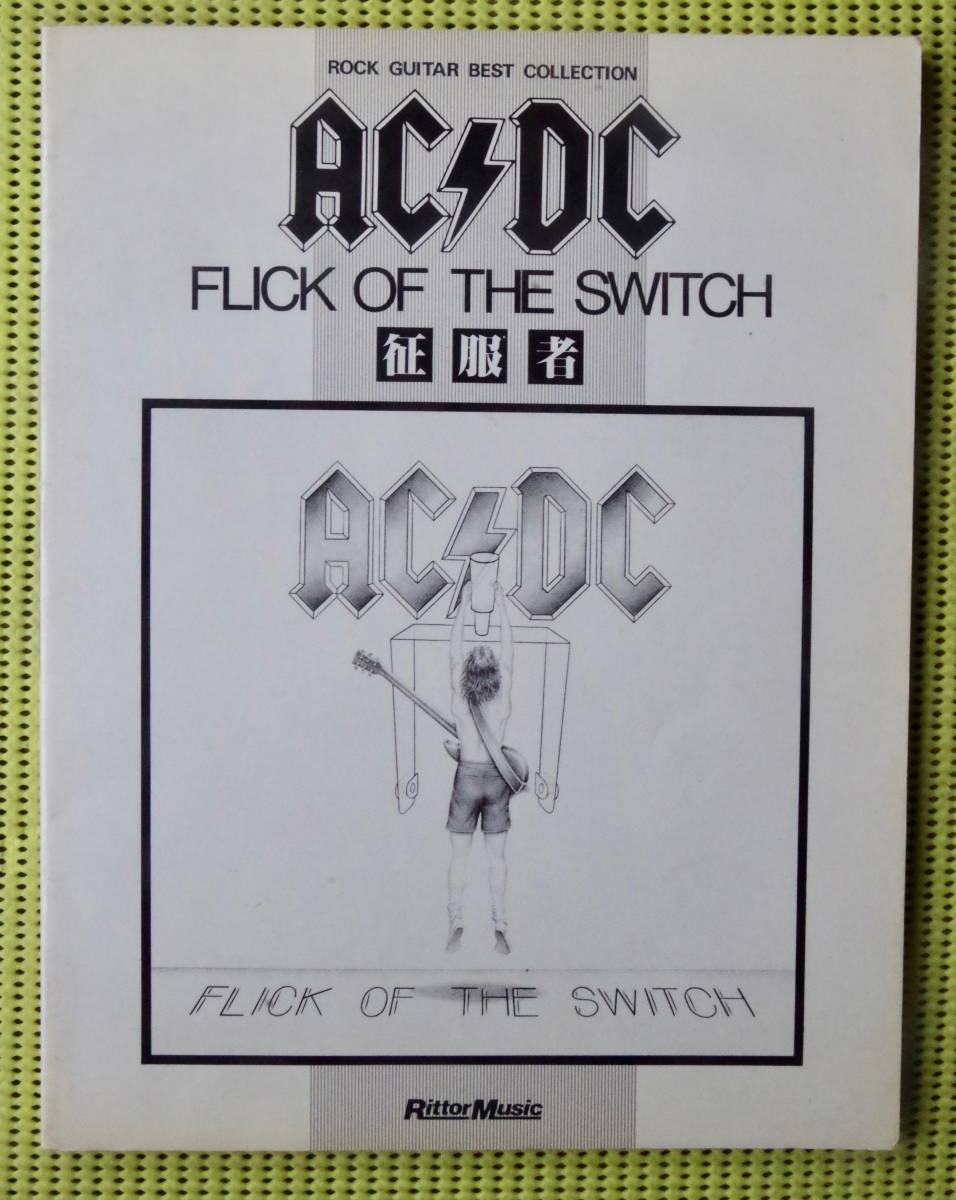 ROCK GUITAR BEST COLLECTION
AC⚡DC
FLICK OF THE SWITCH
征服者
AC⚡DC
FLICK OF THE SWITCH
RittorMusic